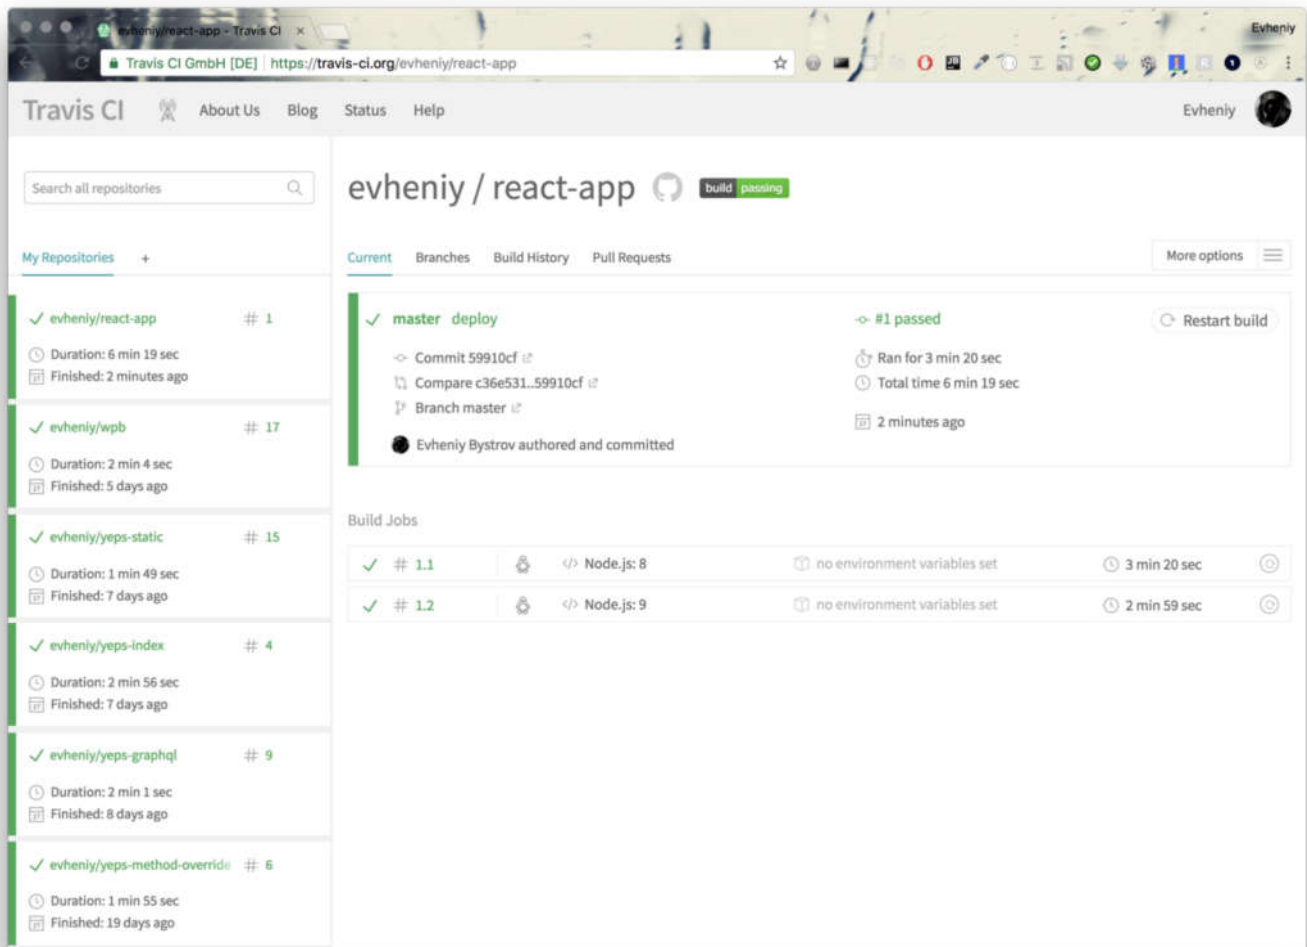 evheniy/react-app - Travis CI
Evheniy
Travis CI GmbH [DE] https://travis-ci.org/evheniy/react-app
Travis CI About Us Blog Status Help Evheniy
Search all repositories
My Repositories +
evheniy/react-app # 1
Duration: 6 min 19 sec
Finished: 2 minutes ago
evheniy/wpb # 17
Duration: 2 min 4 sec
Finished: 5 days ago
evheniy/yeps-static # 15
Duration: 1 min 49 sec
Finished: 7 days ago
evheniy/yeps-index # 4
Duration: 2 min 56 sec
Finished: 7 days ago
evheniy/yeps-graphql # 9
Duration: 2 min 1 sec
Finished: 8 days ago
evheniy/yeps-method-override # 6
Duration: 1 min 55 sec
Finished: 19 days ago
evheniy / react-app build passing
Current Branches Build History Pull Requests More options
master deploy
Commit 59910cf
Compare c36e531..59910cf
Branch master
Evheniy Bystrov authored and committed
#1 passed
Ran for 3 min 20 sec
Total time 6 min 19 sec
2 minutes ago
Restart build
Build Jobs
# 1.1 </> Node.js: 8 no environment variables set 3 min 20 sec
# 1.2 </> Node.js: 9 no environment variables set 2 min 59 sec